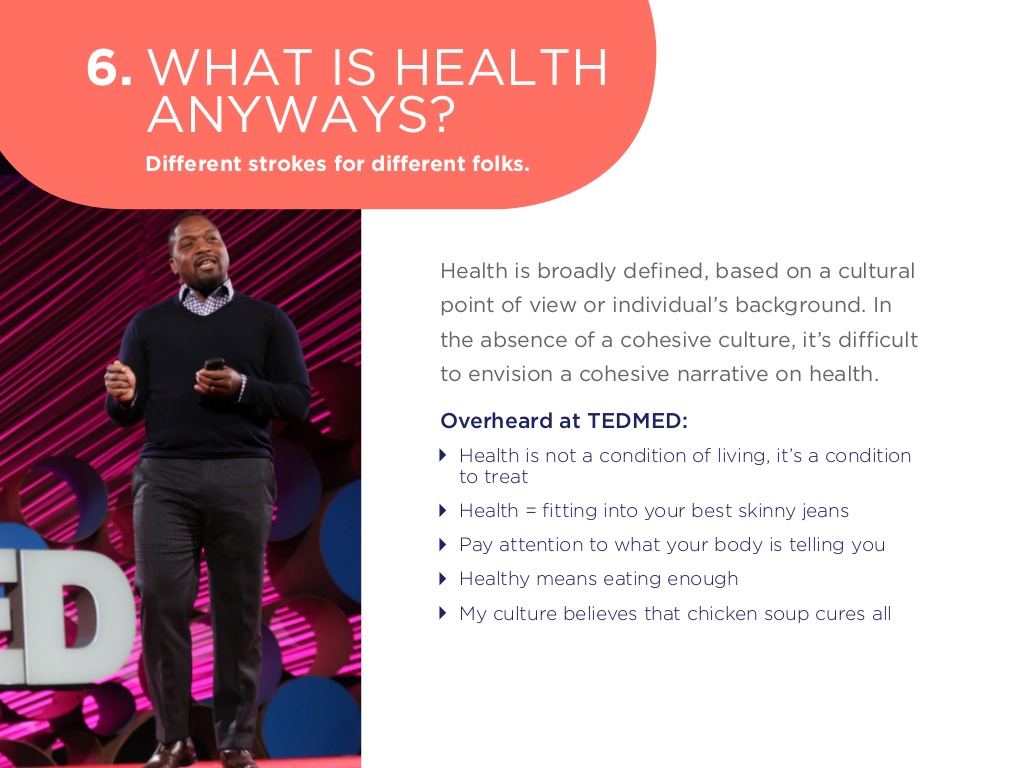 6. WHAT IS HEALTH
ANYWAYS?
Different strokes for different folks.
Health is broadly defined, based on a cultural
point of view or individual’s background. In
the absence of a cohesive culture, it’s difficult
to envision a cohesive narrative on health.
Overheard at TEDMED:
Health is not a condition of living, it’s a condition
to treat
Health = fitting into your best skinny jeans
Pay attention to what your body is telling you
Healthy means eating enough
My culture believes that chicken soup cures all
ED